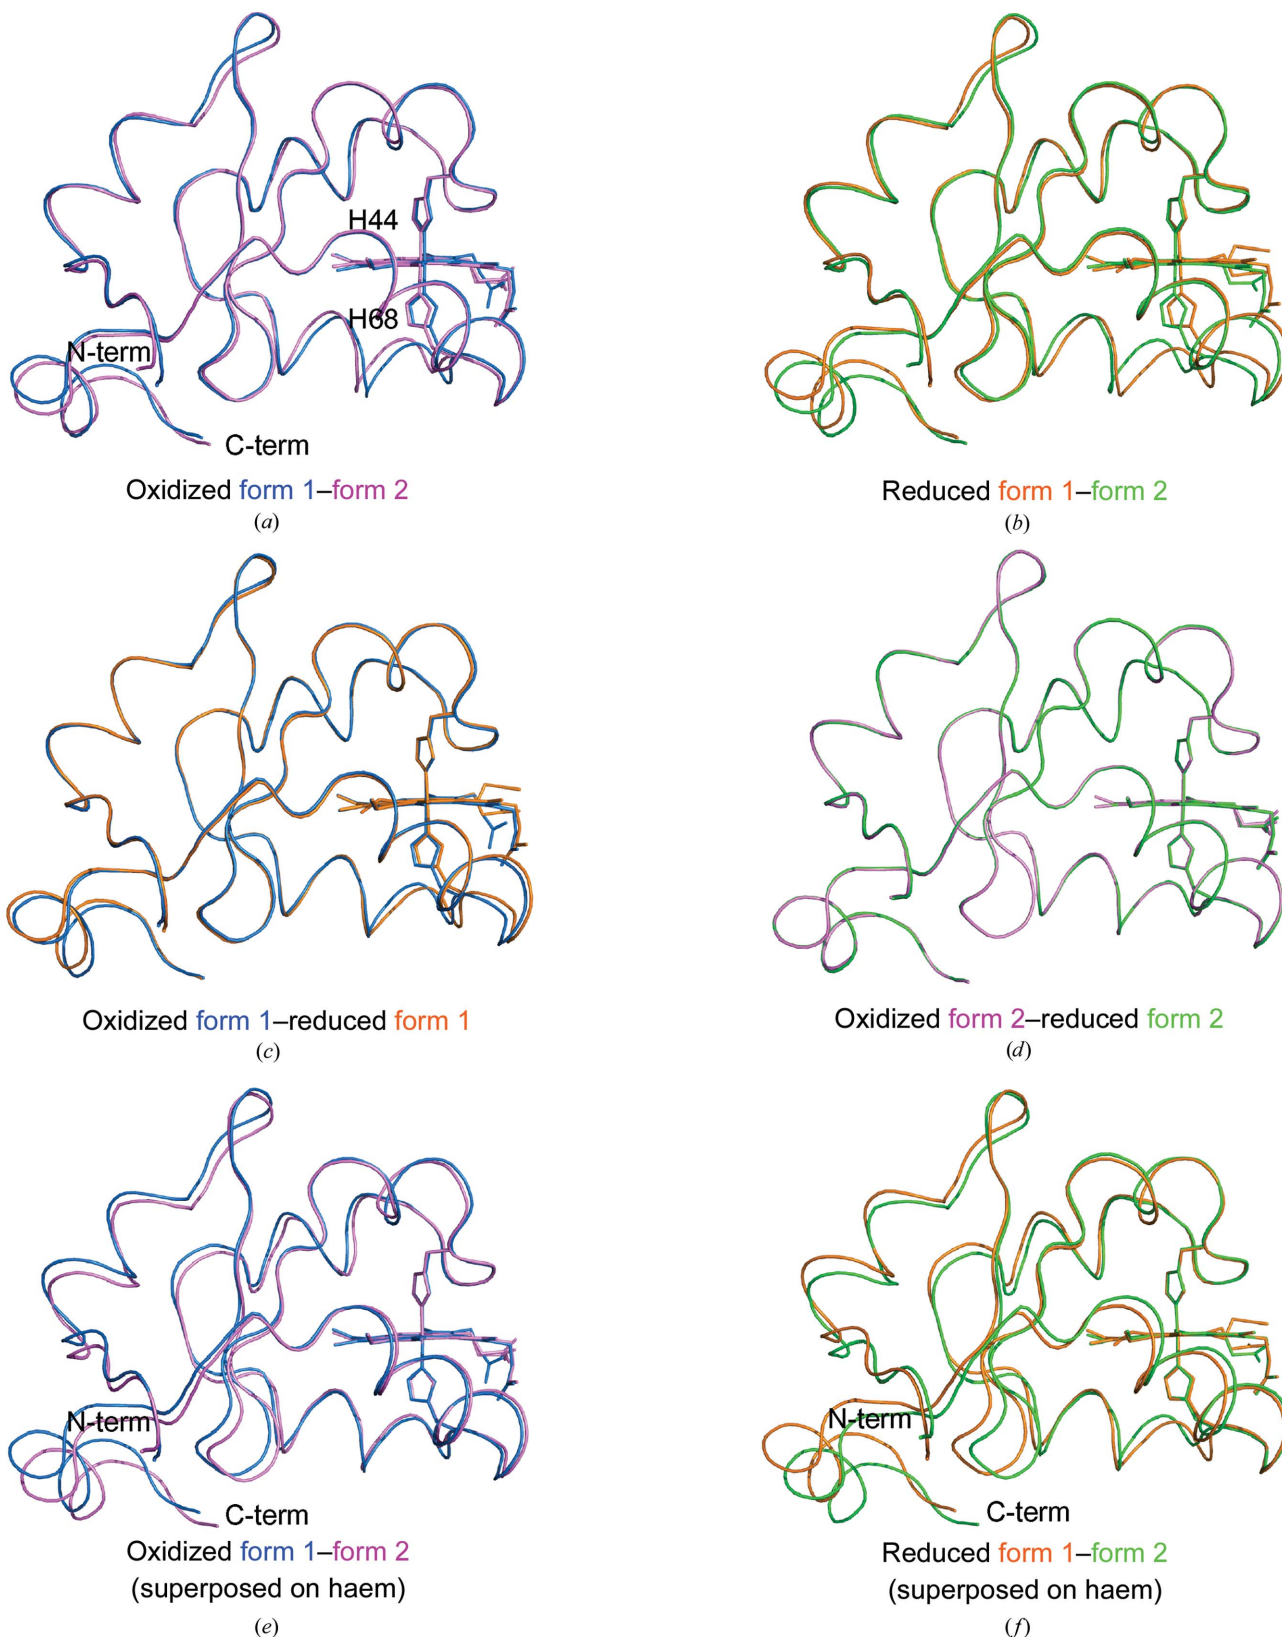 H44
H68
N-term
C-term
Oxidized form 1–form 2
(a)
Reduced form 1–form 2
(b)
Oxidized form 1–reduced form 1
(c)
Oxidized form 2–reduced form 2
(d)
N-term
C-term
Oxidized form 1–form 2
(superposed on haem)
(e)
N-term
C-term
Reduced form 1–form 2
(superposed on haem)
(f)